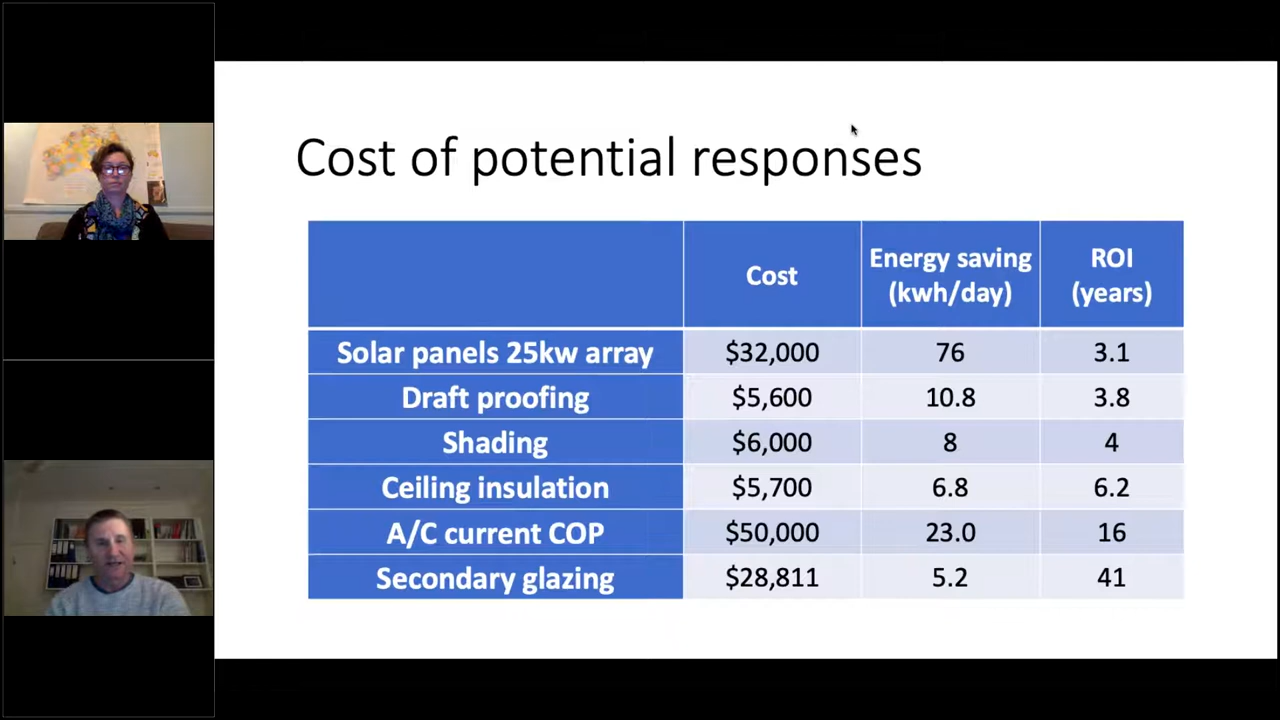 Cost of potential responses
Cost
Energy saving
(kwh/day)
ROI
(years)
Solar panels 25kw array $32,000 76 3.1
Draft proofing $5,600 10.8 3.8
Shading $6,000 8 4
Ceiling insulation $5,700 6.8 6.2
A/C current COP $50,000 23.0 16
Secondary glazing $28,811 5.2 41